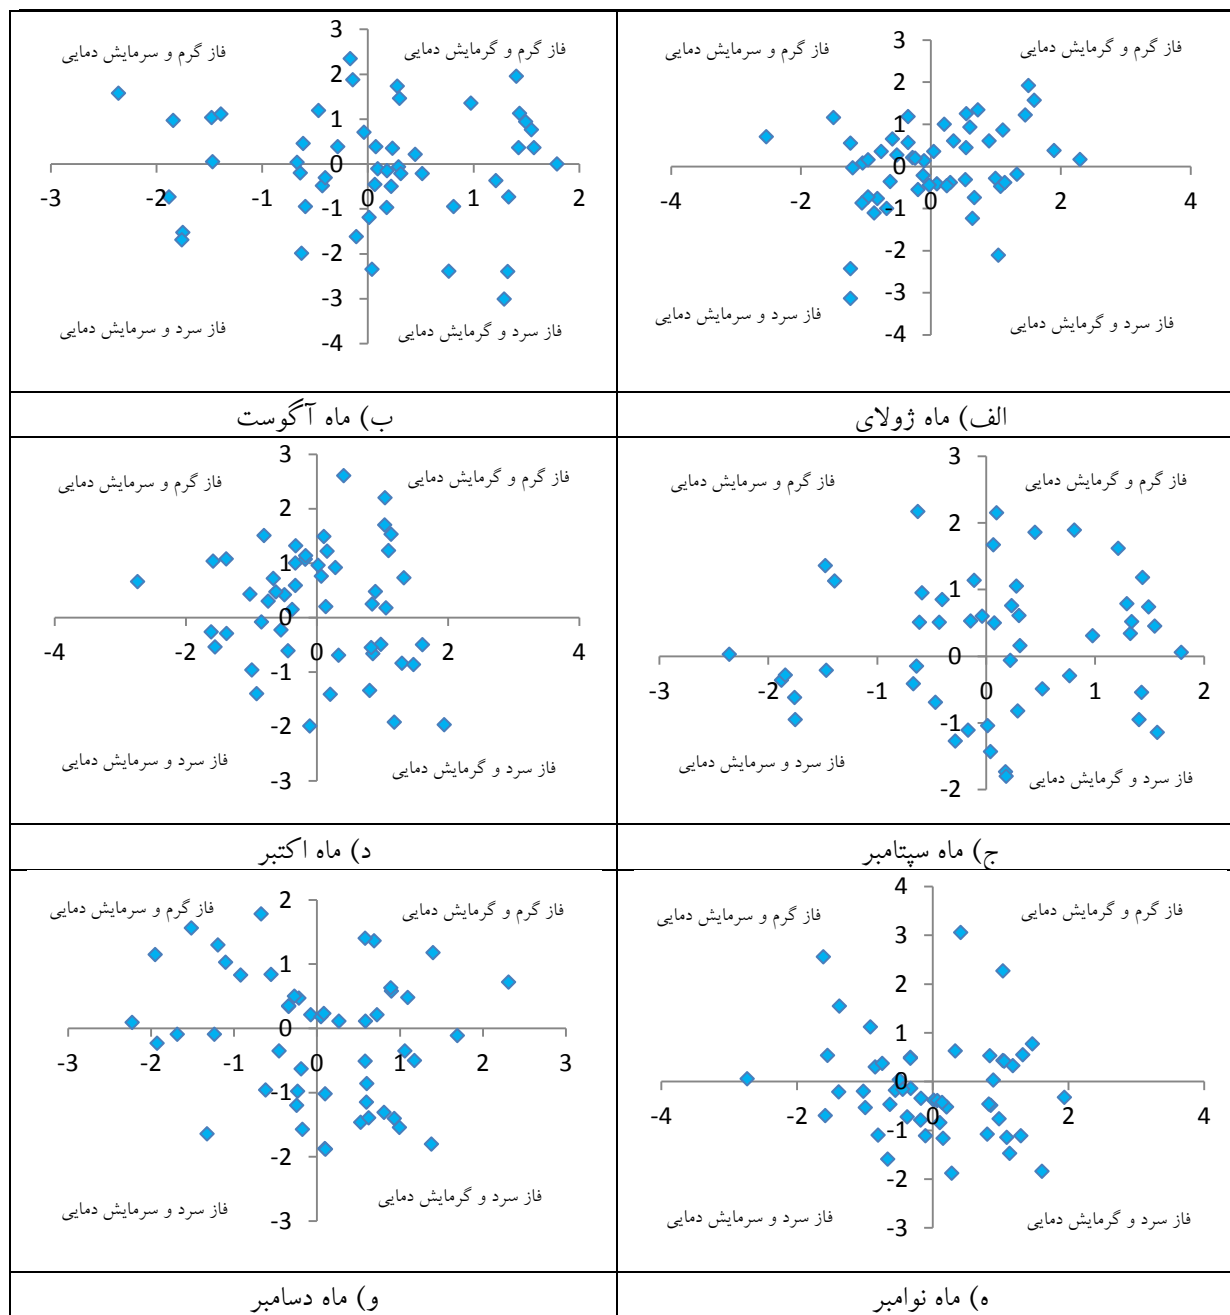 فاز گرم و گرمایش دمایی
فاز گرم و سرمایش دمایی
3
2
1
0
-1
-2
-3
-4
-4 -2 0 2 4
فاز سرد و گرمایش دمایی
فاز سرد و سرمایش دمایی
الف) ماه ژولای
فاز گرم و گرمایش دمایی
فاز گرم و سرمایش دمایی
3
2
1
0
-1
-2
-3
-4
-3 -2 -1 0 1 2
فاز سرد و گرمایش دمایی
فاز سرد و سرمایش دمایی
ب) ماه آگوست
فاز گرم و گرمایش دمایی
فاز گرم و سرمایش دمایی
3
2
1
0
-1
-2
-3 -2 -1 0 1 2
فاز سرد و گرمایش دمایی
فاز سرد و سرمایش دمایی
ج) ماه سپتامبر
فاز گرم و گرمایش دمایی
فاز گرم و سرمایش دمایی
3
2
1
0
-1
-2
-3
-4 -2 0 2 4
فاز سرد و گرمایش دمایی
فاز سرد و سرمایش دمایی
د) ماه اکتبر
فاز گرم و گرمایش دمایی
فاز گرم و سرمایش دمایی
4
3
2
1
0
-1
-2
-3
-4 -2 0 2 4
فاز سرد و گرمایش دمایی
فاز سرد و سرمایش دمایی
ه) ماه نوامبر
فاز گرم و گرمایش دمایی
فاز گرم و سرمایش دمایی
2
1
0
-1
-2
-3
-3 -2 -1 0 1 2 3
فاز سرد و گرمایش دمایی
فاز سرد و سرمایش دمایی
و) ماه دسامبر